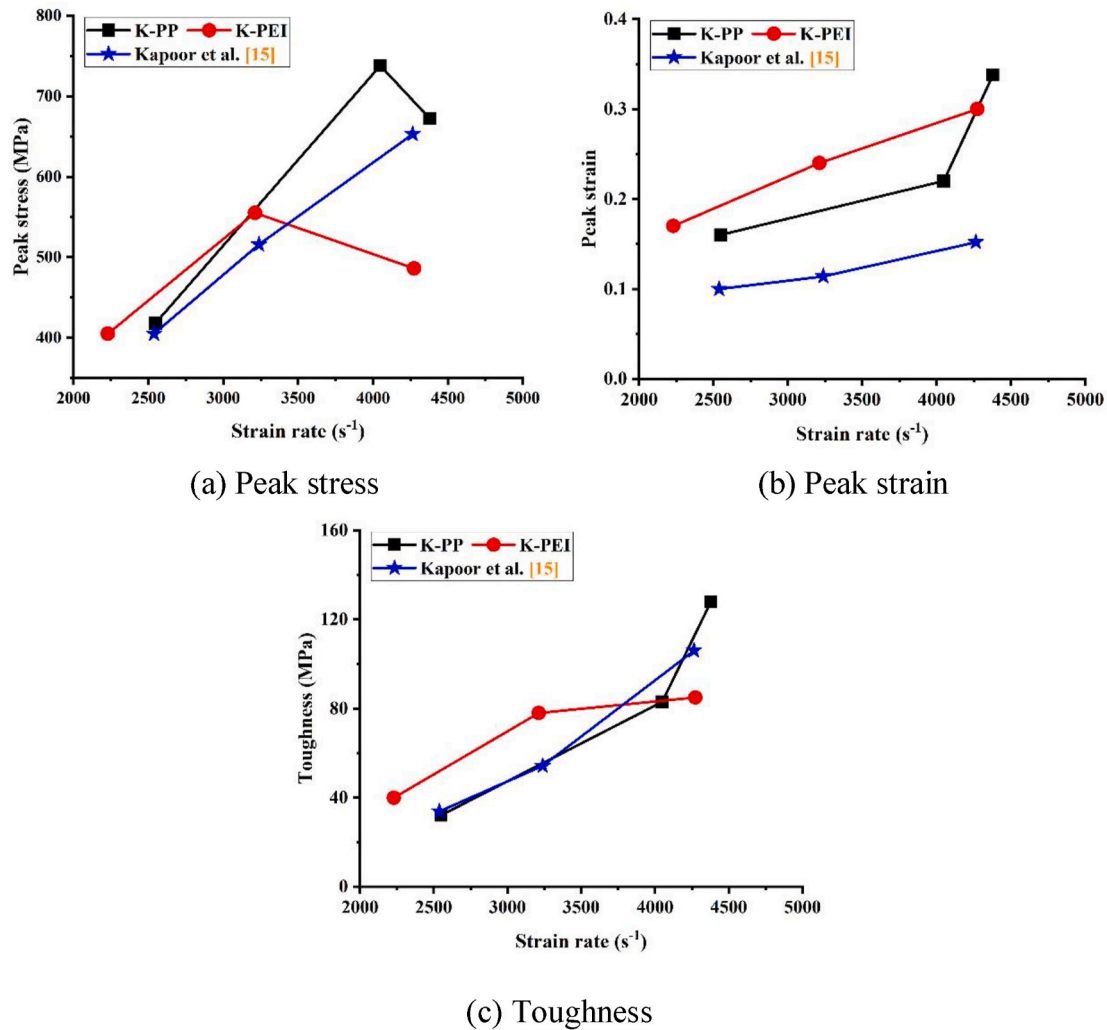 800
700
600
500
400
Peak stress (MPa)
K-PP K-PEI
Kapoor et al. [15]
2000 2500 3000 3500 4000 4500 5000
Strain rate (s⁻¹)
(a) Peak stress
0.4
0.3
0.2
0.1
0.0
Peak strain
K-PP K-PEI
Kapoor et al. [15]
2000 2500 3000 3500 4000 4500 5000
Strain rate (s⁻¹)
(b) Peak strain
160
120
80
40
0
Toughness (MPa)
K-PP K-PEI
Kapoor et al. [15]
2000 2500 3000 3500 4000 4500 5000
Strain rate (s⁻¹)
(c) Toughness